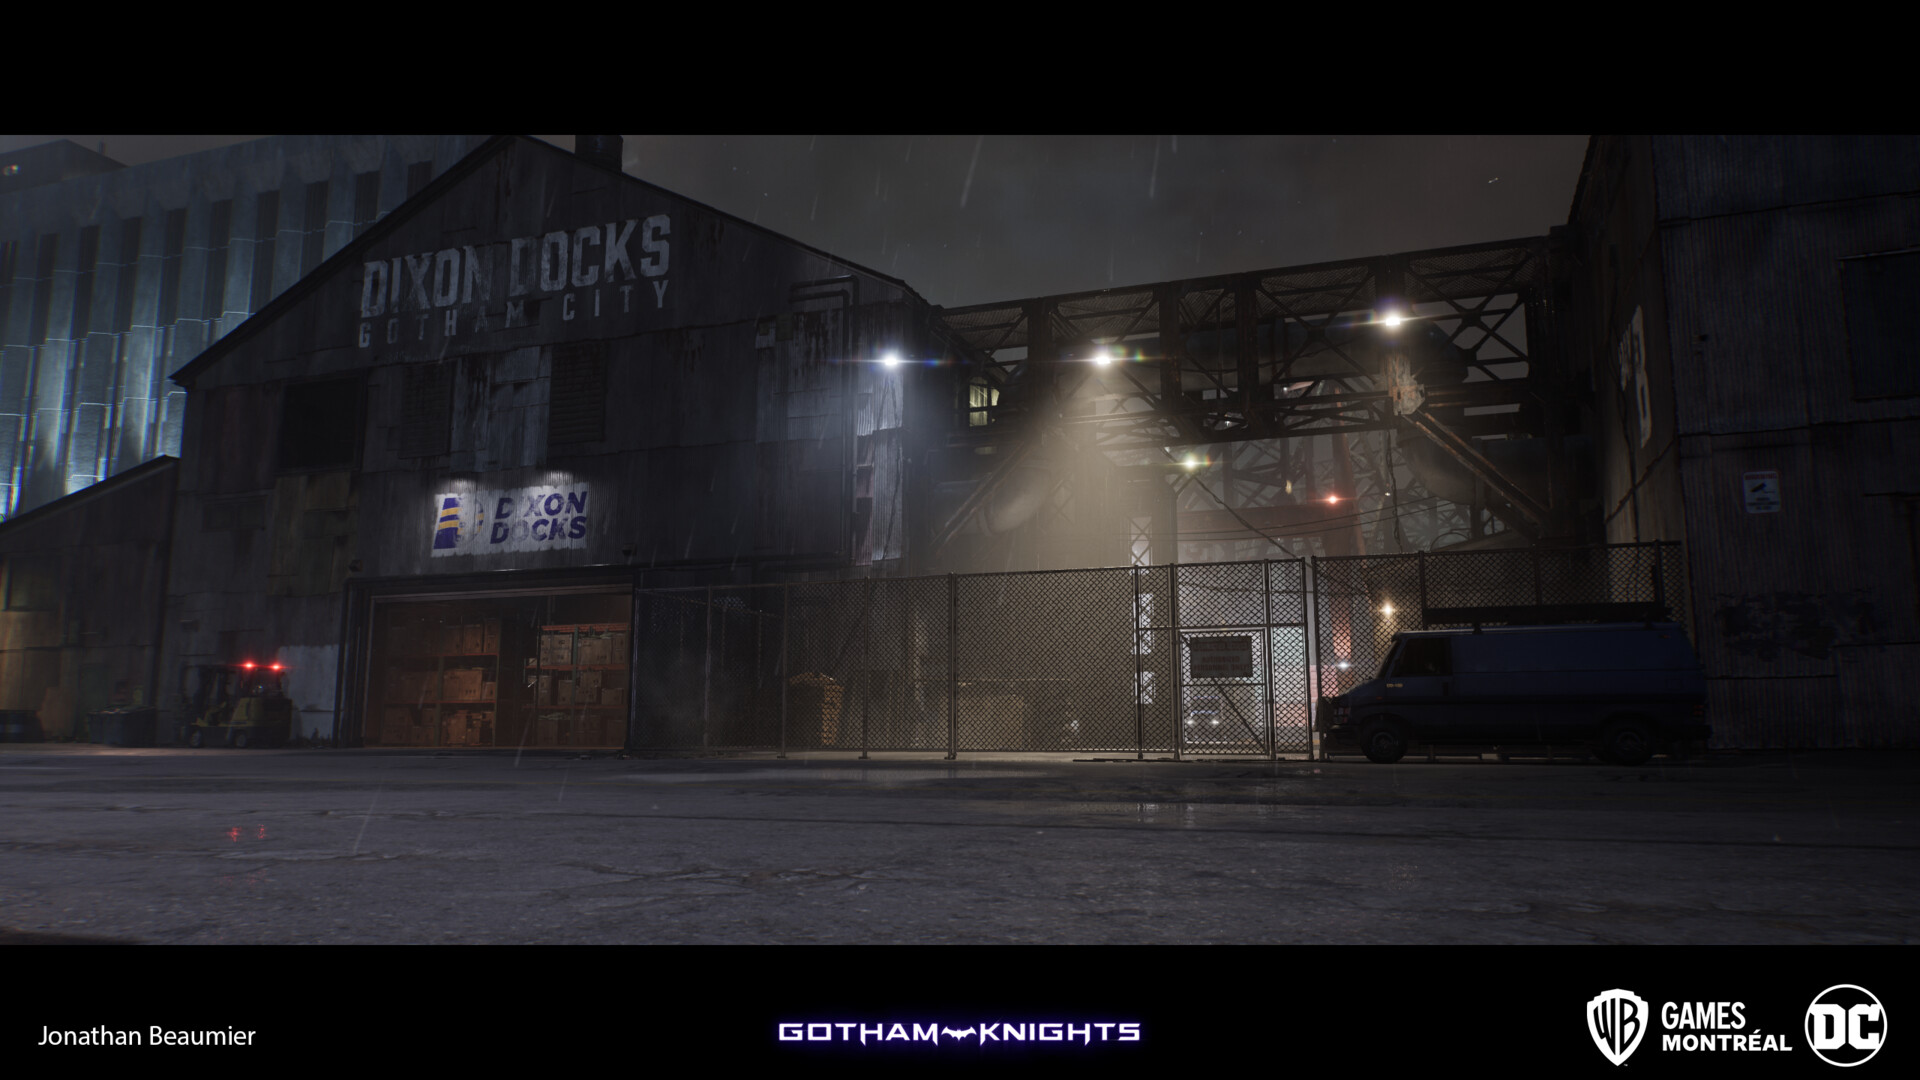 DIXON DOCKS
GOTHAM CITY
DIXON
DOCKS
Jonathan Beaumier
GOTHAM KNIGHTS
WB
GAMES
MONTRÉAL
DC